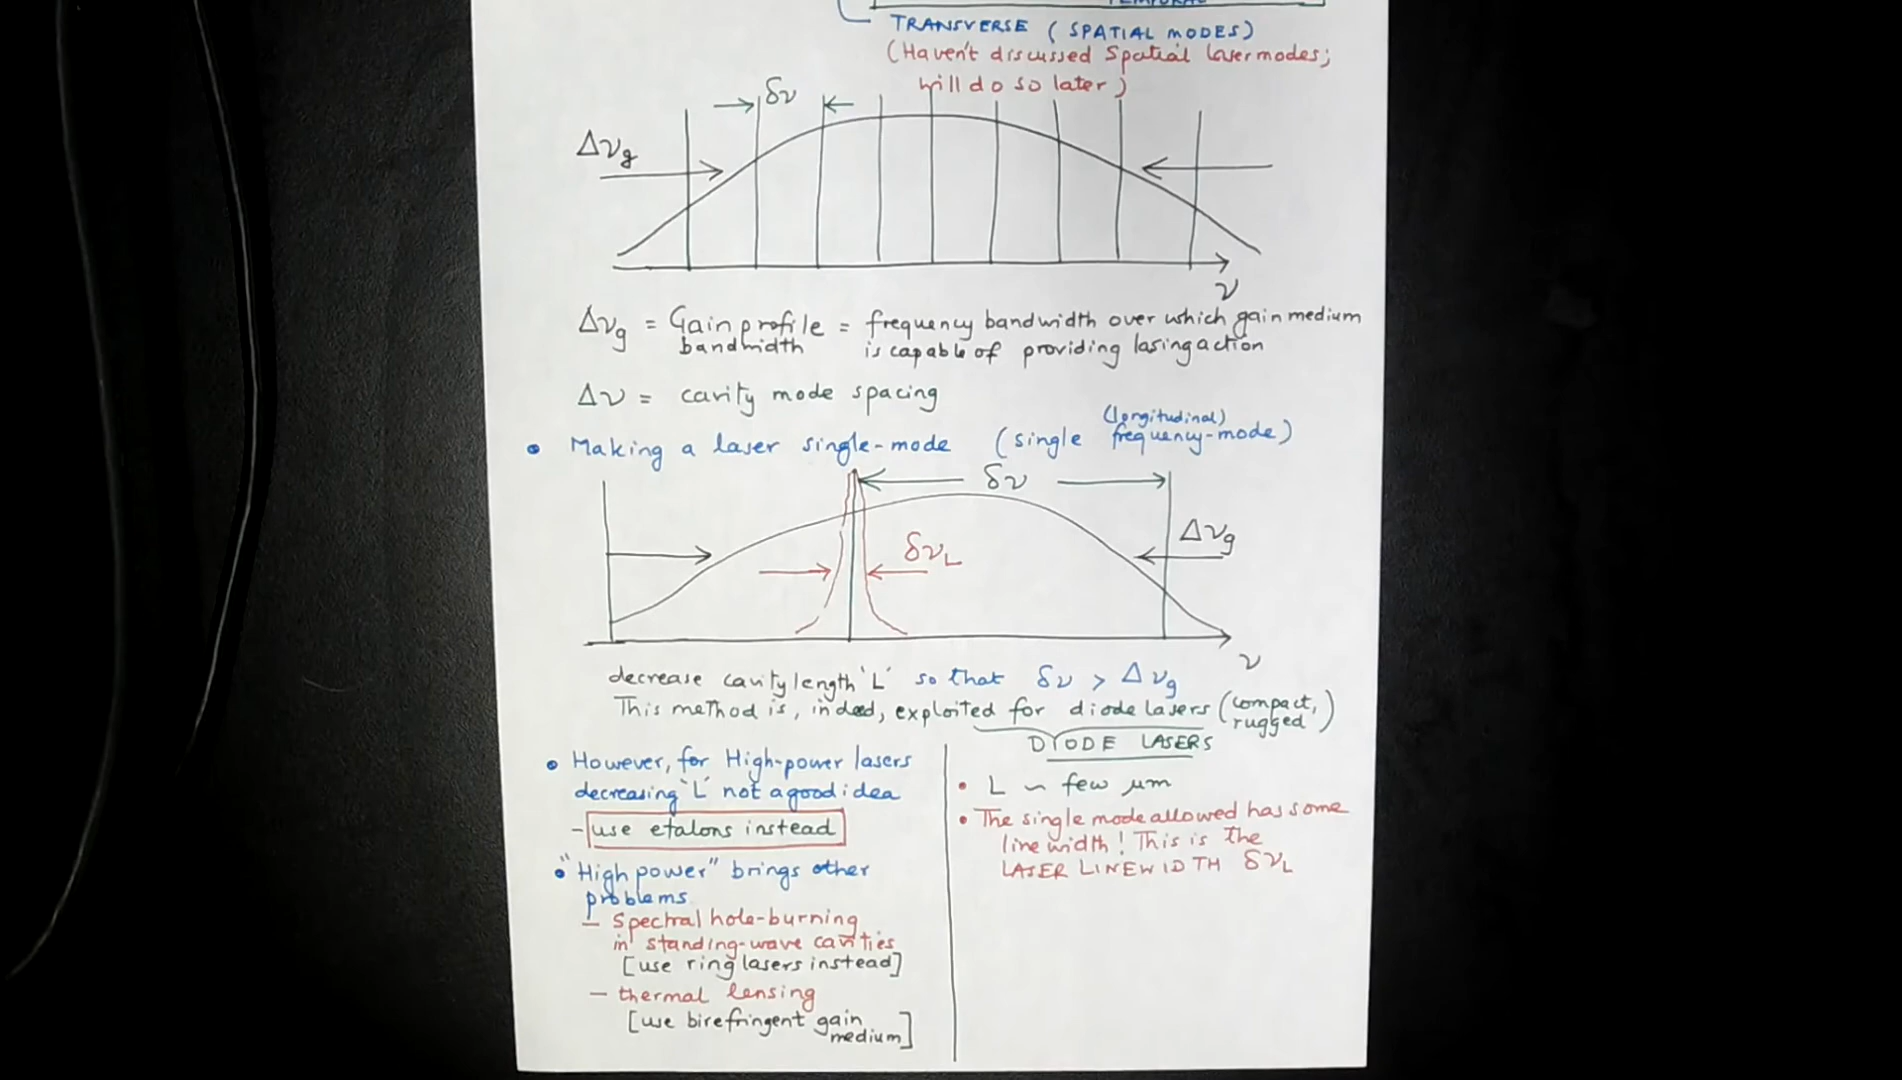 TEMPORAL
TRANSVERSE (SPATIAL MODES)
(Haven't discussed Spatial laser modes;
will do so later)
δν
Δνg
ν
Δνg = Gain profile = frequency bandwidth over which gain medium
bandwidth is capable of providing lasing action
Δν = cavity mode spacing
(longitudinal)
• Making a laser single-mode (single frequency-mode)
δν
Δνg
δνL
ν
decrease cavity length 'L' so that δν > Δνg
This method is, indeed, exploited for diode lasers (compact,
rugged)
DIODE LASERS
• However, for High-power lasers
decreasing 'L' not a good idea
- use etalons instead
• "High power" brings other
problems
- Spectral hole-burning
in standing-wave cavities
[use ring lasers instead]
- thermal lensing
[use birefringent gain
medium]
• L ~ few μm
• The single mode allowed has some
line width! This is the
LASER LINEWIDTH δνL